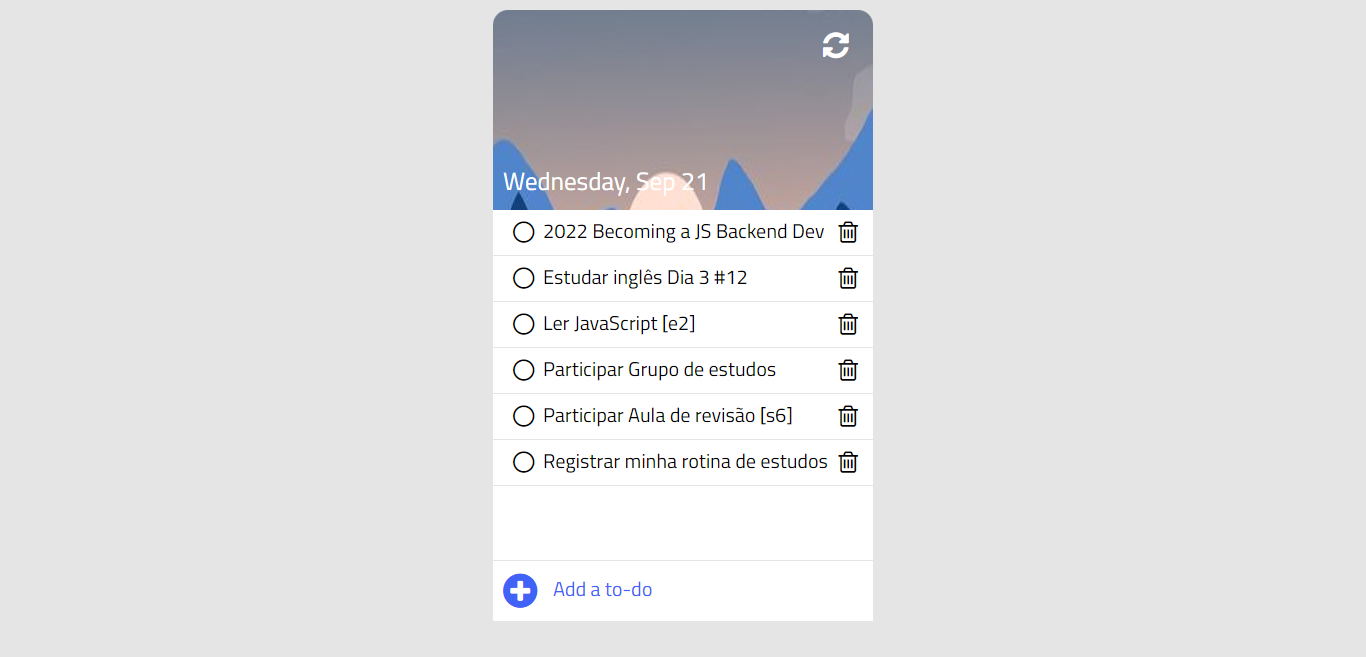 Wednesday, Sep 21
2022 Becoming a JS Backend Dev
Estudar inglês Dia 3 #12
Ler JavaScript [e2]
Participar Grupo de estudos
Participar Aula de revisão [s6]
Registrar minha rotina de estudos
Add a to-do